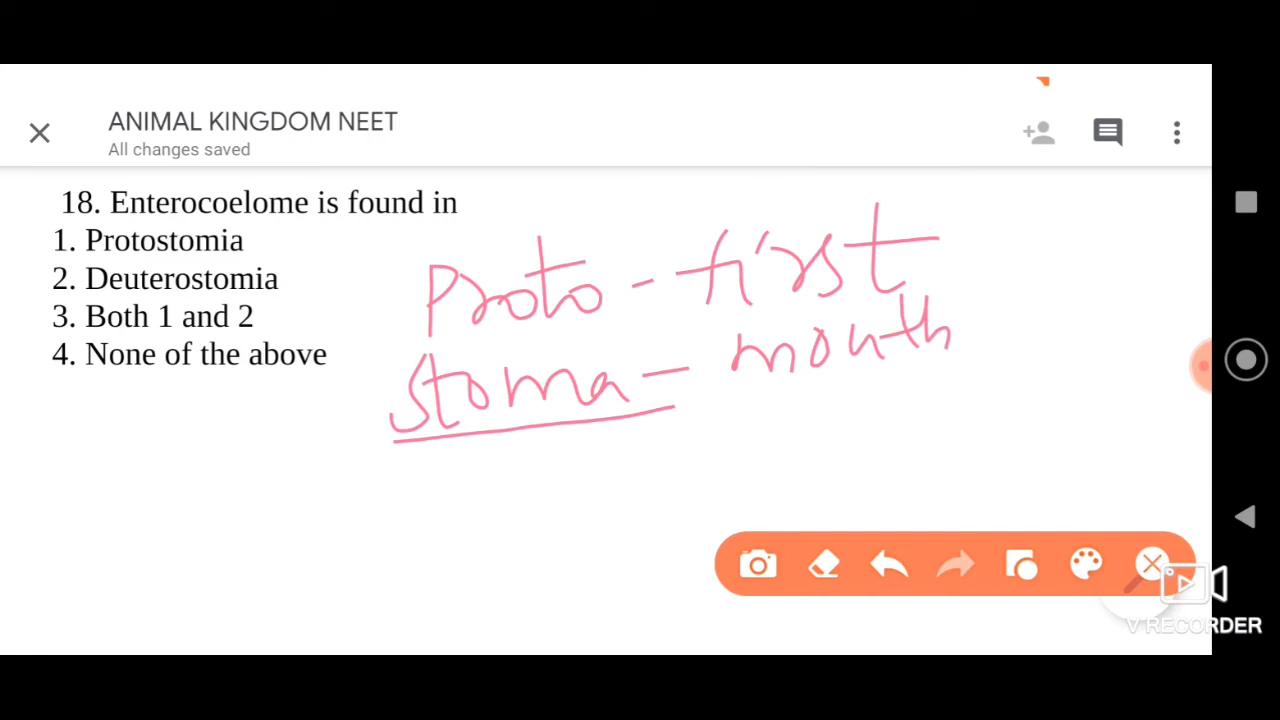 ANIMAL KINGDOM NEET
All changes saved
18. Enterocoelome is found in
1. Protostomia
2. Deuterostomia
3. Both 1 and 2
4. None of the above
Proto - first
stoma - mouth
V RECORDER